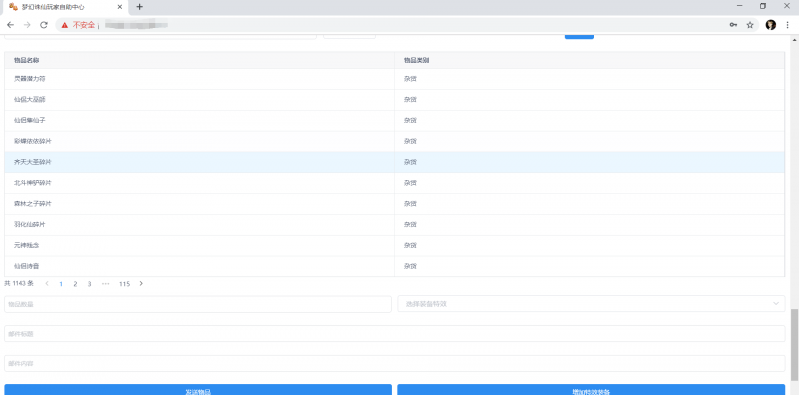 梦幻诛仙玩家自助中心
不安全
物品名称 物品类别
灵器潜力符 杂货
仙侣大巫师 杂货
仙侣隼仙子 杂货
彩蝶依依碎片 杂货
齐天大圣碎片 杂货
北斗神驴碎片 杂货
森林之子碎片 杂货
羽化仙碎片 杂货
元神残念 杂货
仙侣诗音 杂货
共 1143 条 1 2 3 ··· 115
物品数量 选择装备特效
邮件标题
邮件内容
发送物品 增加特效装备